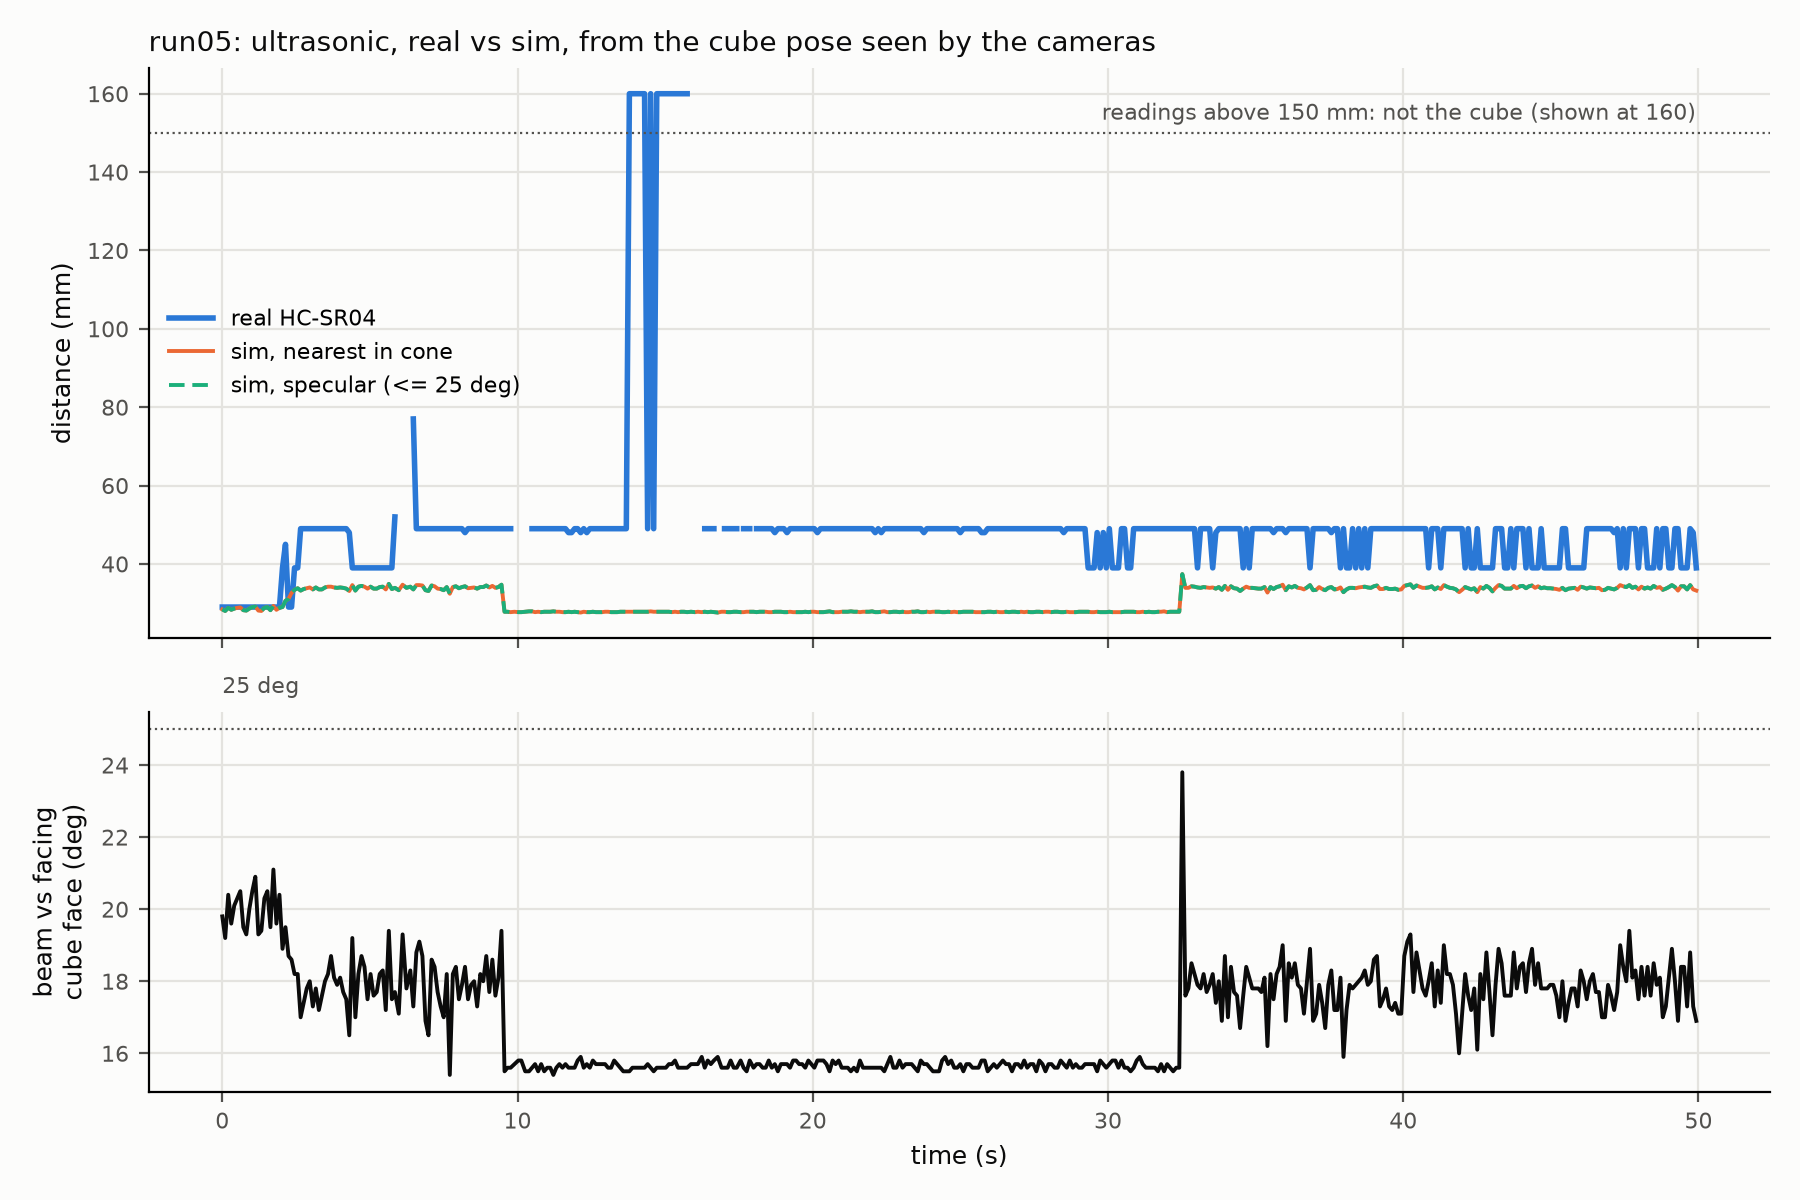 run05: ultrasonic, real vs sim, from the cube pose seen by the cameras
160
readings above 150 mm: not the cube (shown at 160)
140
120
100
80
60
40
distance (mm)
real HC-SR04
sim, nearest in cone
sim, specular (<= 25 deg)
25 deg
24
22
20
18
16
beam vs facing
cube face (deg)
0
10
20
30
40
50
time (s)